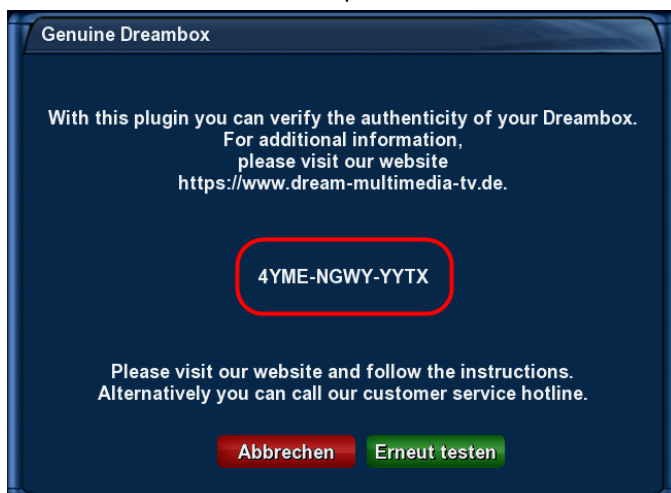 Genuine Dreambox
With this plugin you can verify the authenticity of your Dreambox.
For additional information,
please visit our website
https://www.dream-multimedia-tv.de.
4YME-NGWY-YYTX
Please visit our website and follow the instructions.
Alternatively you can call our customer service hotline.
Abbrechen
Erneut testen